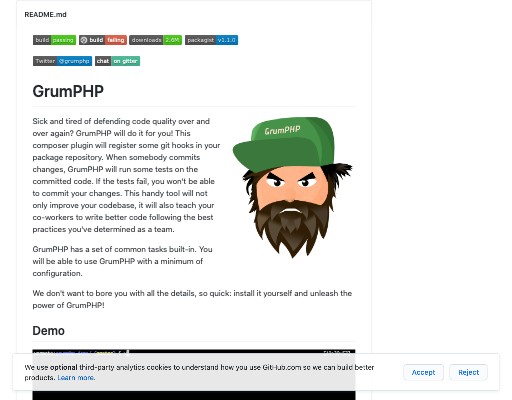 README.md
build passing build failing downloads 2.6M packagist v1.1.0
Twitter @grumphp chat on gitter
GrumPHP
Sick and tired of defending code quality over and
over again? GrumPHP will do it for you! This
composer plugin will register some git hooks in your
package repository. When somebody commits
changes, GrumPHP will run some tests on the
committed code. If the tests fail, you won't be able
to commit your changes. This handy tool will not
only improve your codebase, it will also teach your
co-workers to write better code following the best
practices you've determined as a team.
GrumPHP
GrumPHP has a set of common tasks built-in. You
will be able to use GrumPHP with a minimum of
configuration.
We don't want to bore you with all the details, so quick: install it yourself and unleash the
power of GrumPHP!
Demo
We use optional third-party analytics cookies to understand how you use GitHub.com so we can build better
products. Learn more.
Accept
Reject